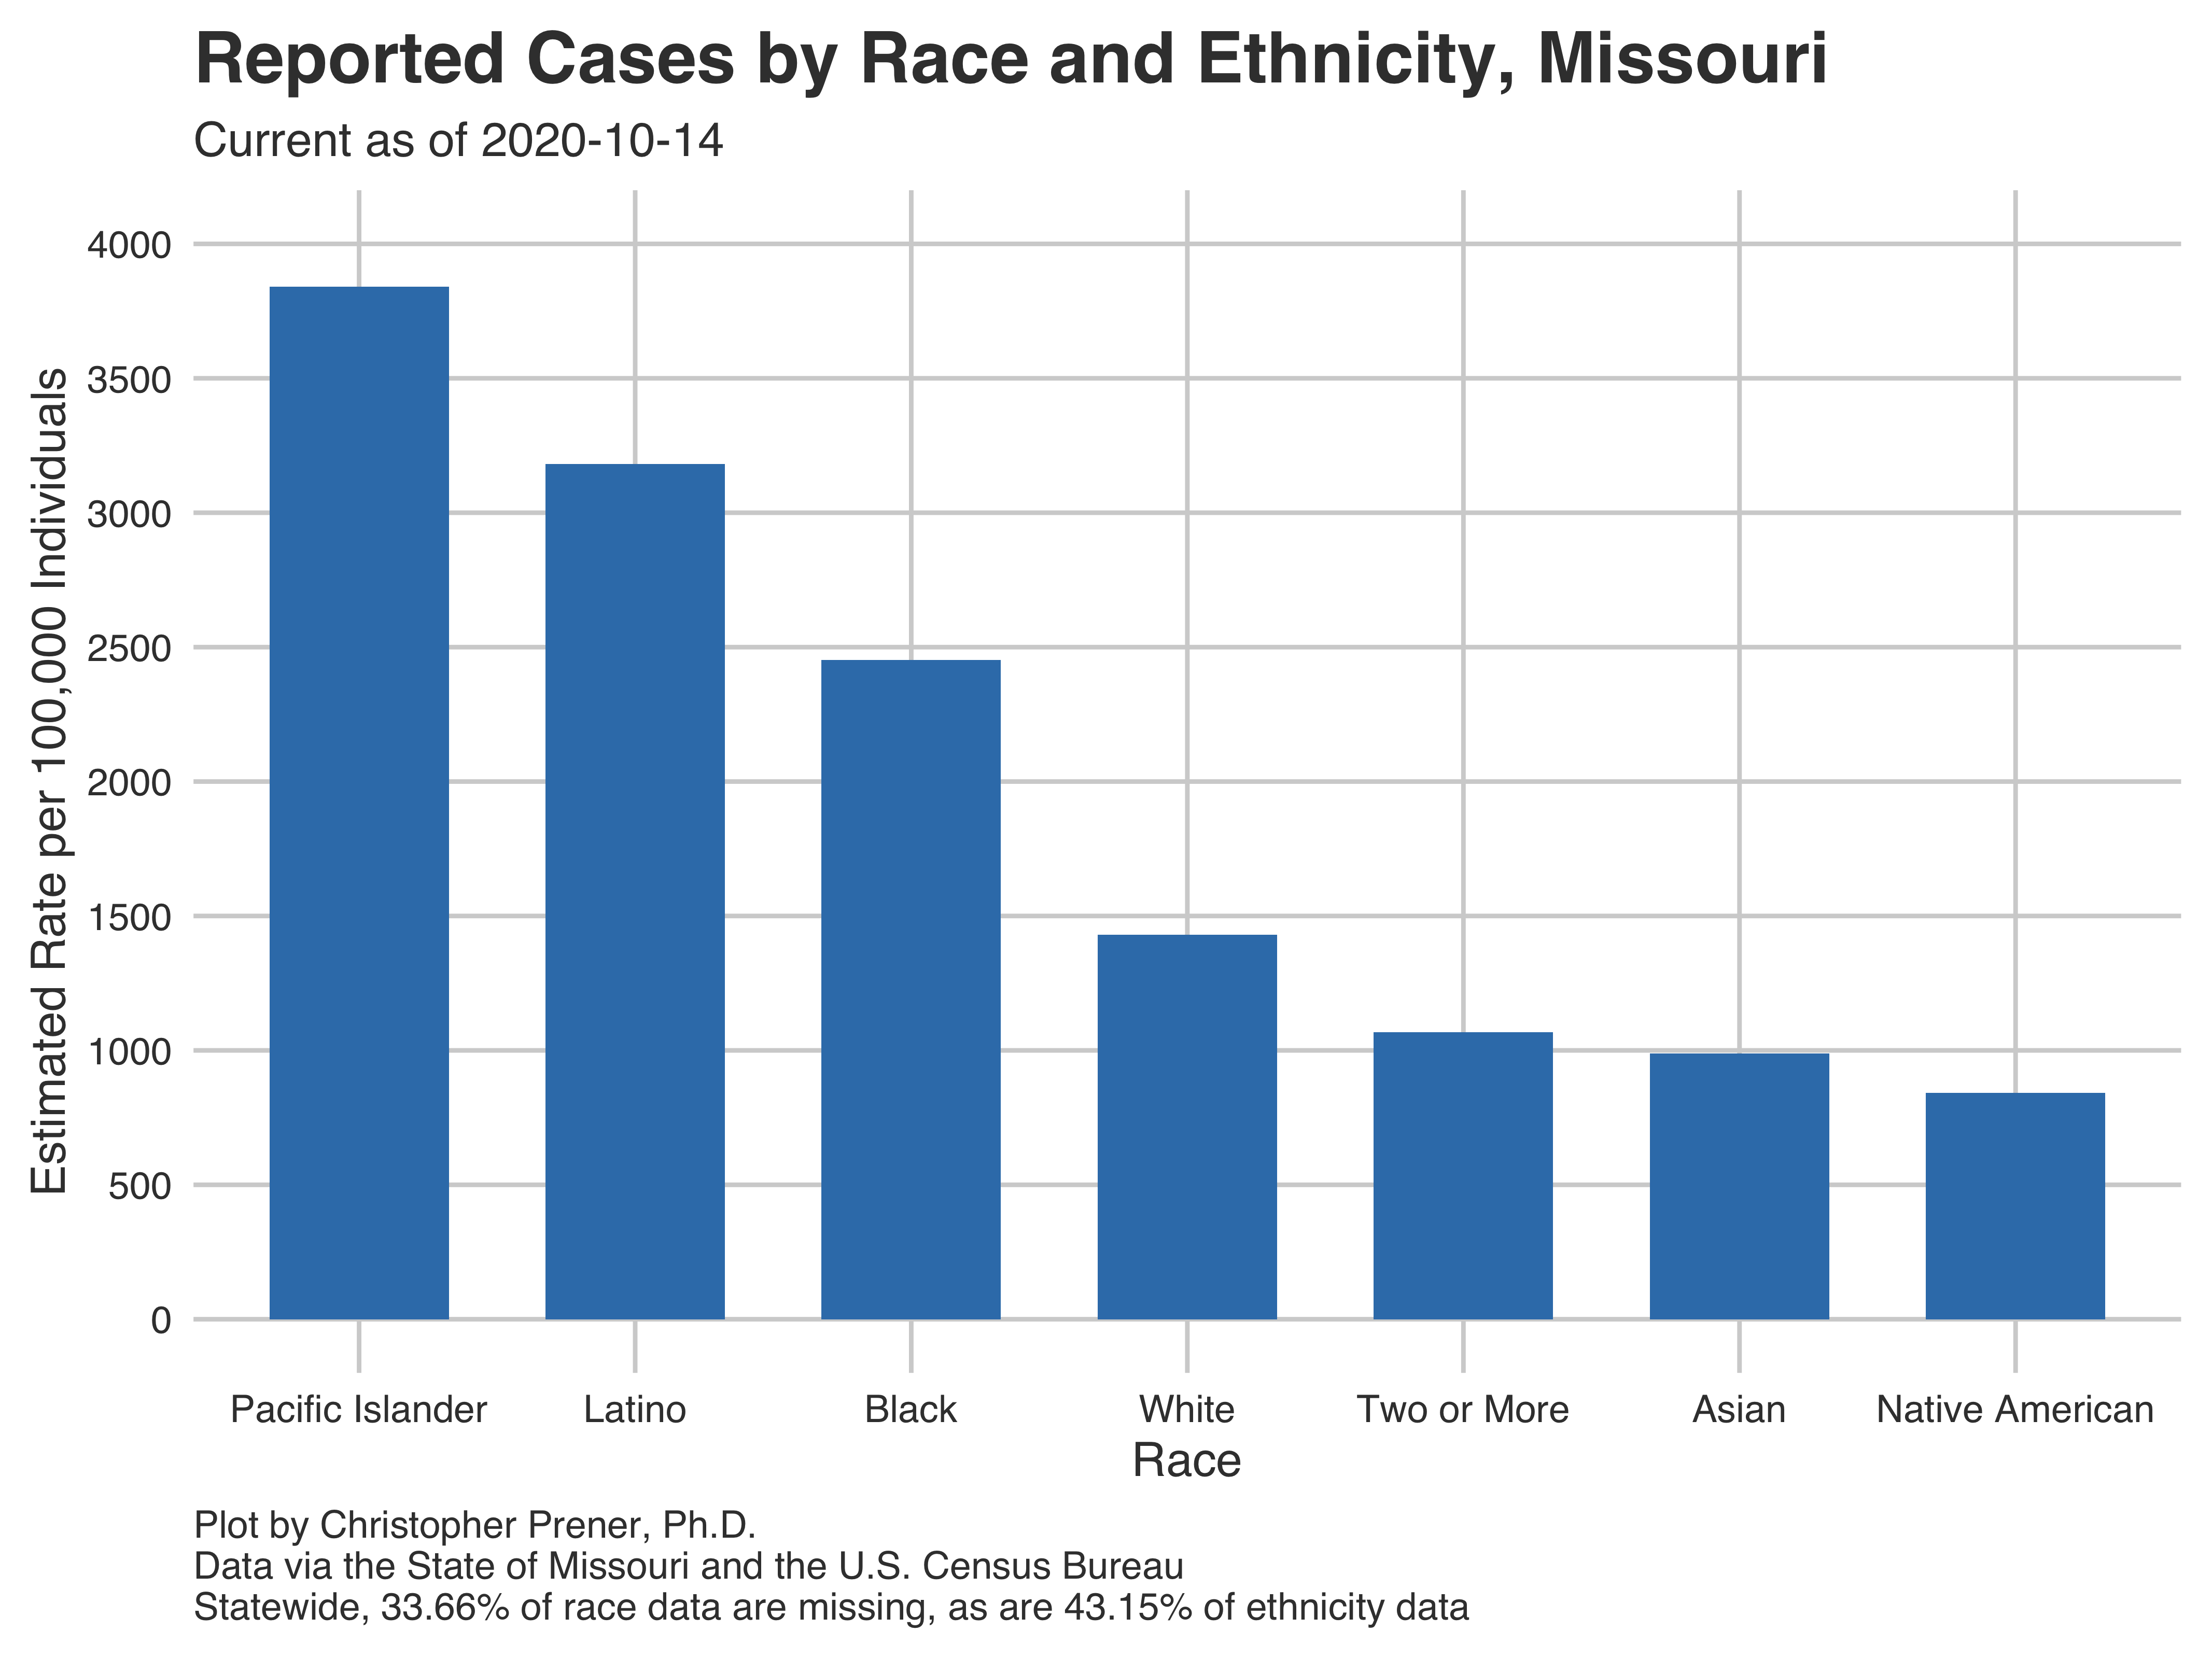 Reported Cases by Race and Ethnicity, Missouri
Current as of 2020-10-14
Estimated Rate per 100,000 Individuals
4000
3500
3000
2500
2000
1500
1000
500
0
Pacific Islander Latino Black White Two or More Asian Native American
Race
Plot by Christopher Prener, Ph.D.
Data via the State of Missouri and the U.S. Census Bureau
Statewide, 33.66% of race data are missing, as are 43.15% of ethnicity data